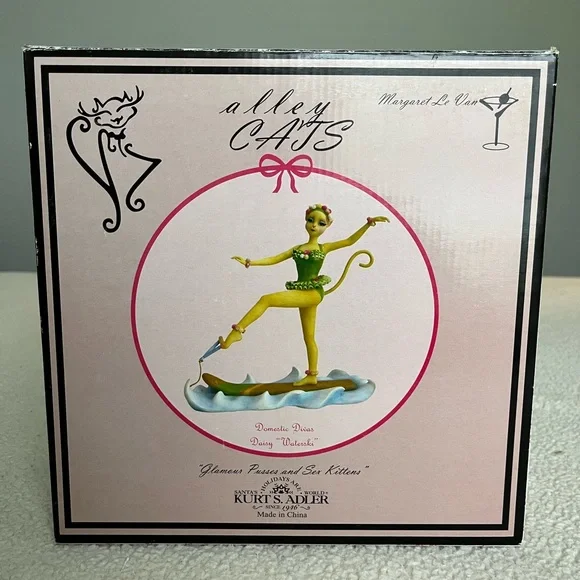 alley
CATS
Margaret Le Van
Domestic Divas
Daisy "Waterski"
"Glamour Pusses and Sex Kittens"
HOLIDAYS ARE
SANTA'S WORLD
KURT S. ADLER
SINCE 1946
Made in China